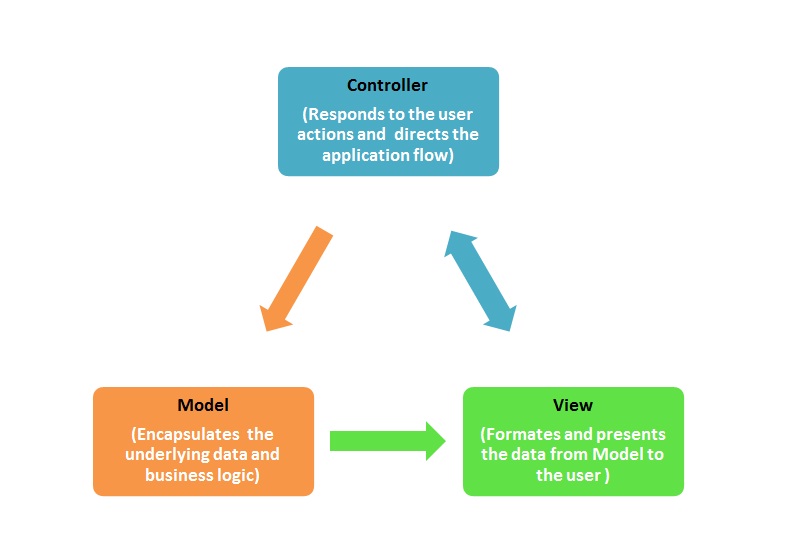 Controller
(Responds to the user
actions and  directs the
application flow)
Model
(Encapsulates  the
underlying data and
business logic)
View
(Formates and presents
the data from Model to
the user )